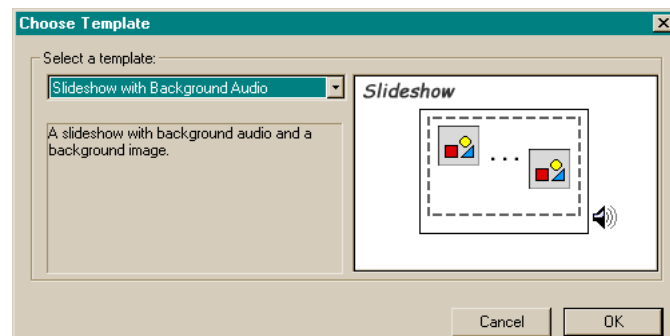 Choose Template
Select a template:
Slideshow with Background Audio
A slideshow with background audio and a
background image.
Slideshow
...
Cancel
OK